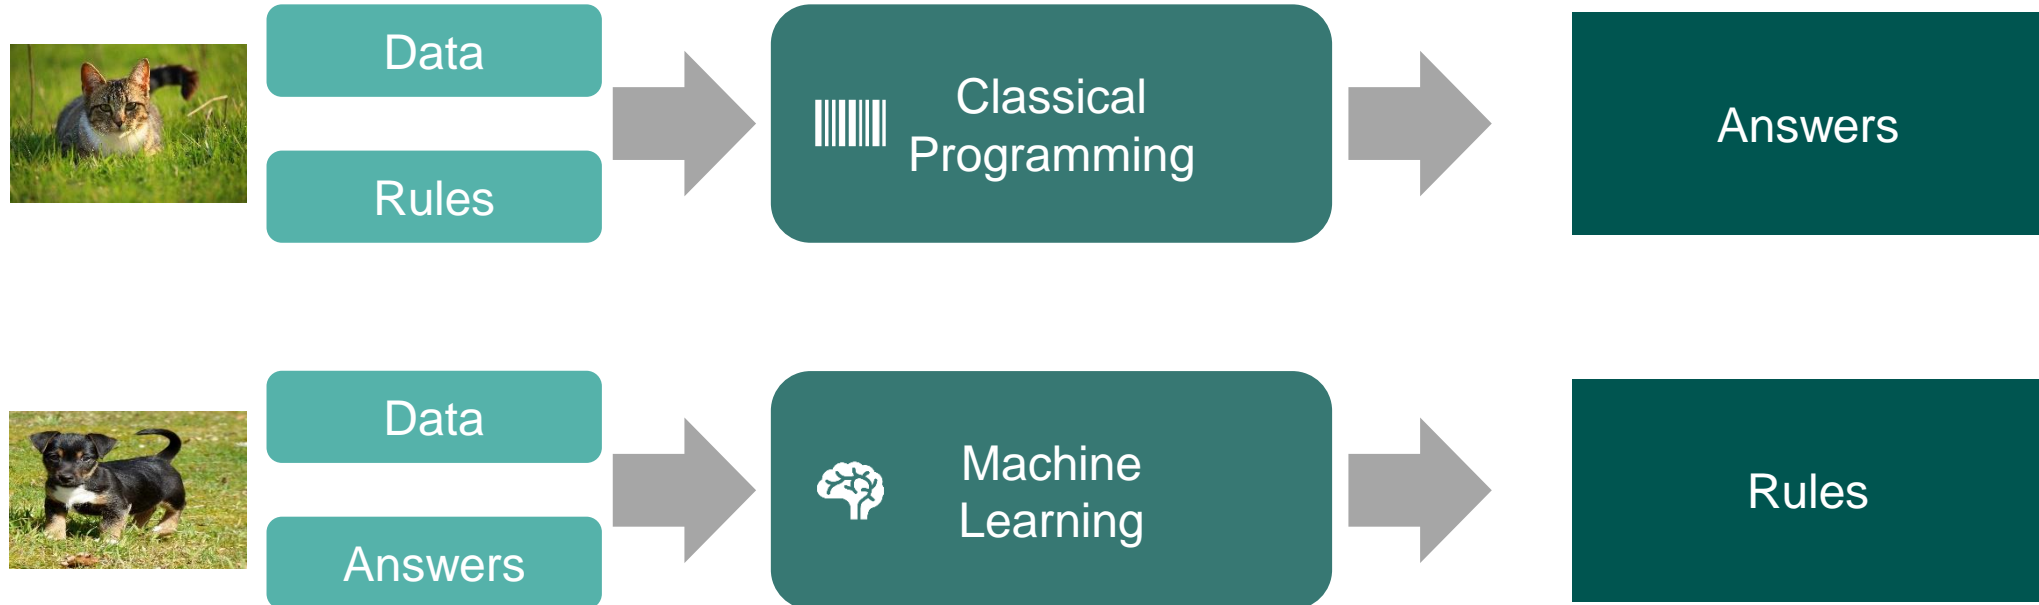 Data
Rules
Classical
Programming
Answers
Data
Answers
Machine
Learning
Rules